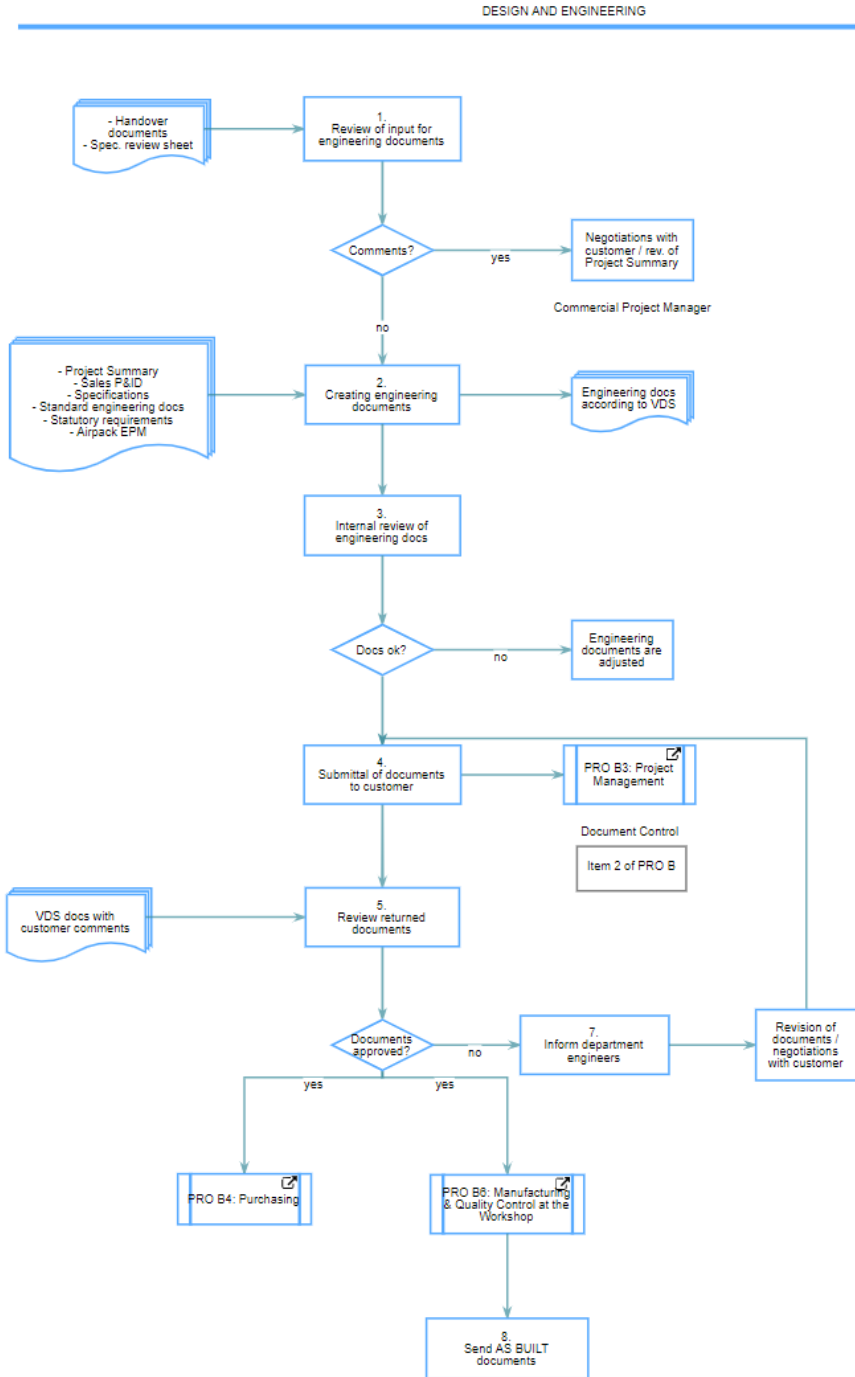 DESIGN AND ENGINEERING
- Handover
documents
- Spec. review sheet
1.
Review of input for
engineering documents
Comments?
yes
Negotiations with
customer / rev. of
Project Summary
Commercial Project Manager
no
- Project Summary
- Sales P&ID
- Specifications
- Standard engineering docs
- Statutory requirements
- Airpack EPM
2.
Creating engineering
documents
Engineering docs
according to VDS
3.
Internal review of
engineering docs
Docs ok?
no
Engineering
documents are
adjusted
4.
Submittal of documents
to customer
PRO B3: Project
Management
Document Control
Item 2 of PRO B
VDS docs with
customer comments
5.
Review returned
documents
Documents
approved?
no
7.
Inform department
engineers
Revision of
documents /
negotiations
with customer
yes
yes
PRO B4: Purchasing
PRO B6: Manufacturing
& Quality Control at the
Workshop
8.
Send AS BUILT
documents